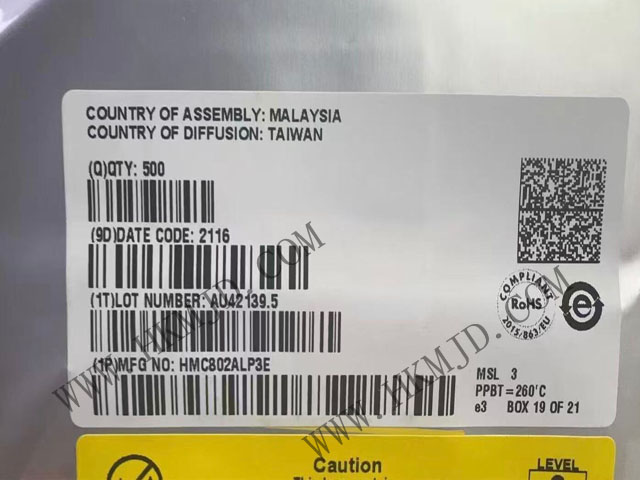 COUNTRY OF ASSEMBLY: MALAYSIA
COUNTRY OF DIFFUSION: TAIWAN
(Q)QTY: 500
(9D)DATE CODE: 2116
(1T)LOT NUMBER: AU42139.5
(1P)MFG NO: HMC802ALP3E
COMPLIANT
RoHS
2015/863/EU
e
MSL 3
PPBT=260'C
e3 BOX 19 OF 21
WWW.HKMJD.COM
WWW.HKMJD.COM
Caution
LEVEL